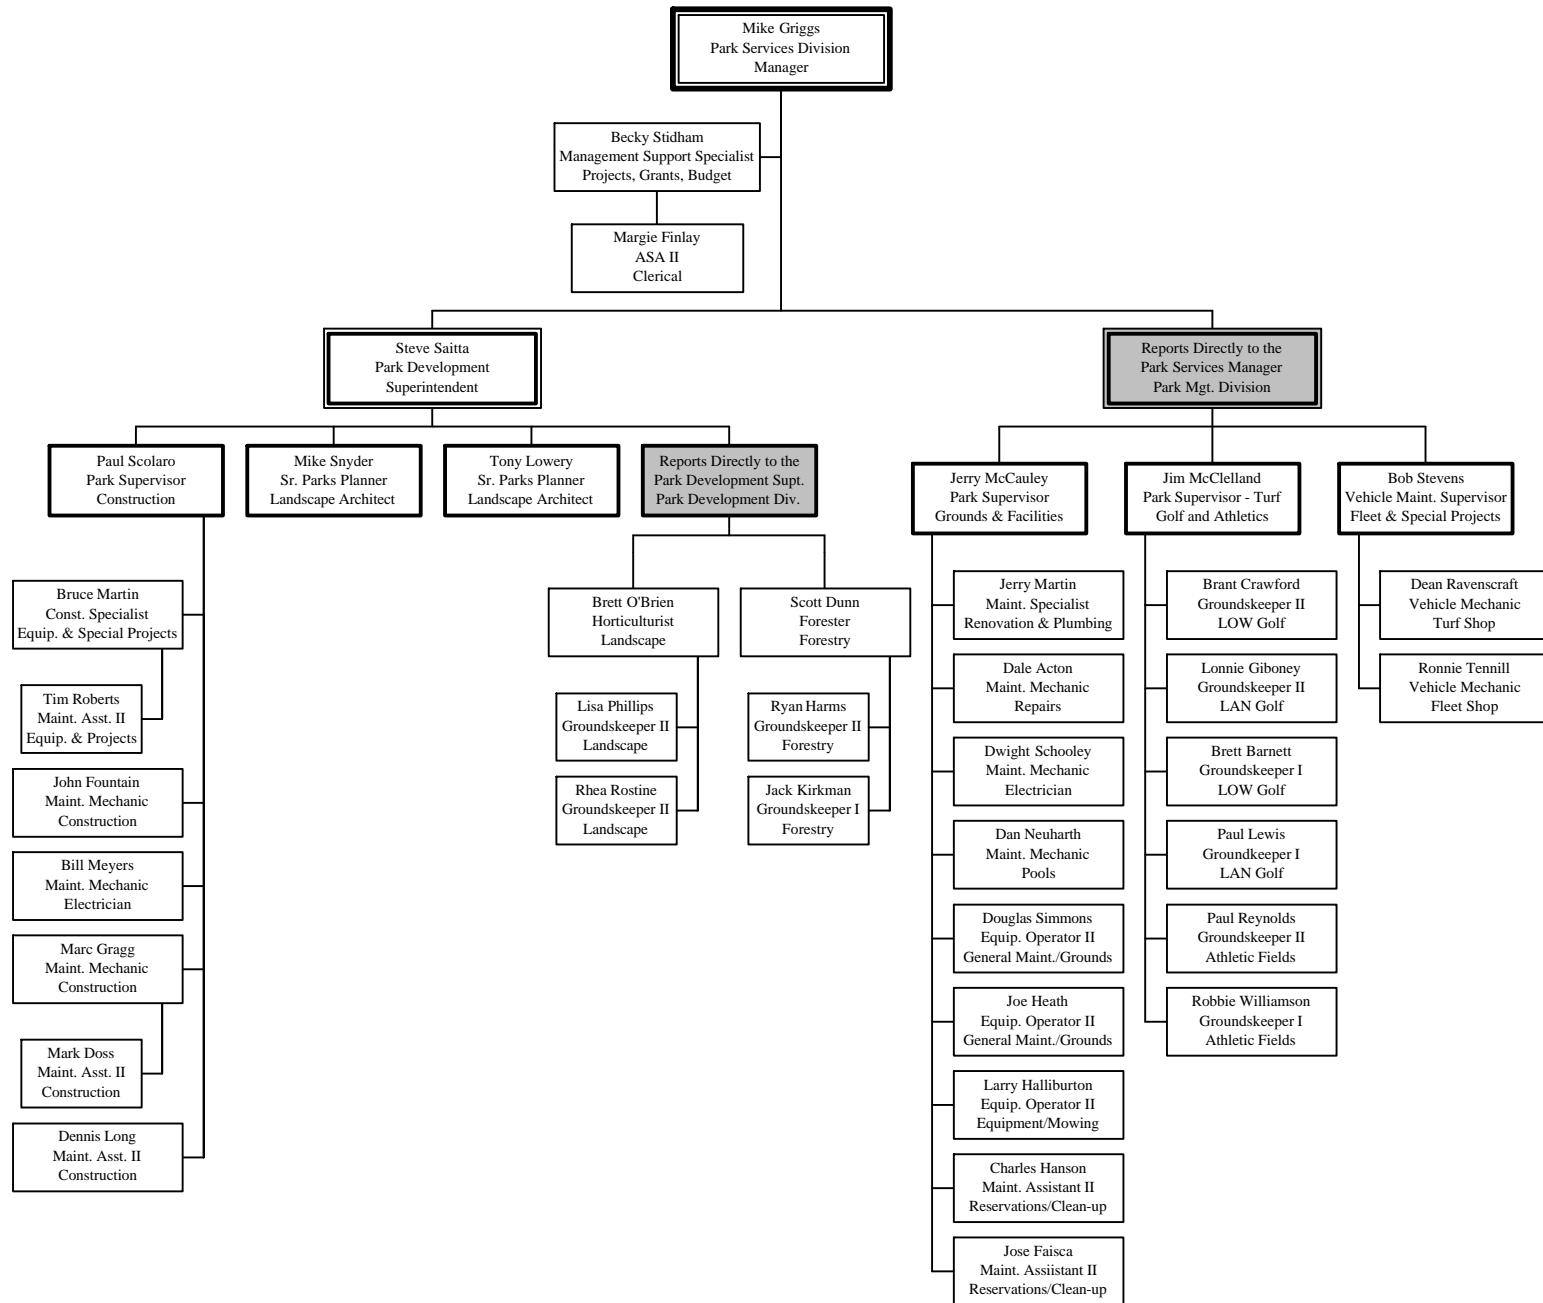 Mike Griggs
Park Services Division
Manager
Becky Stidham
Management Support Specialist
Projects, Grants, Budget
Margie Finlay
ASA II
Clerical
Steve Saitta
Park Development
Superintendent
Reports Directly to the
Park Services Manager
Park Mgt. Division
Paul Scolaro
Park Supervisor
Construction
Mike Snyder
Sr. Parks Planner
Landscape Architect
Tony Lowery
Sr. Parks Planner
Landscape Architect
Reports Directly to the
Park Development Supt.
Park Development Div.
Jerry McCauley
Park Supervisor
Grounds & Facilities
Jim McClelland
Park Supervisor - Turf
Golf and Athletics
Bob Stevens
Vehicle Maint. Supervisor
Fleet & Special Projects
Bruce Martin
Const. Specialist
Equip. & Special Projects
Tim Roberts
Maint. Asst. II
Equip. & Projects
John Fountain
Maint. Mechanic
Construction
Bill Meyers
Maint. Mechanic
Electrician
Marc Gragg
Maint. Mechanic
Construction
Mark Doss
Maint. Asst. II
Construction
Dennis Long
Maint. Asst. II
Construction
Brett O'Brien
Horticulturist
Landscape
Lisa Phillips
Groundskeeper II
Landscape
Rhea Rostine
Groundskeeper II
Landscape
Scott Dunn
Forester
Forestry
Ryan Harms
Groundskeeper II
Forestry
Jack Kirkman
Groundskeeper I
Forestry
Jerry Martin
Maint. Specialist
Renovation & Plumbing
Dale Acton
Maint. Mechanic
Repairs
Dwight Schooley
Maint. Mechanic
Electrician
Dan Neuharth
Maint. Mechanic
Pools
Douglas Simmons
Equip. Operator II
General Maint./Grounds
Joe Heath
Equip. Operator II
General Maint./Grounds
Larry Halliburton
Equip. Operator II
Equipment/Mowing
Charles Hanson
Maint. Assistant II
Reservations/Clean-up
Jose Faisca
Maint. Assiistant II
Reservations/Clean-up
Brant Crawford
Groundskeeper II
LOW Golf
Lonnie Giboney
Groundskeeper II
LAN Golf
Brett Barnett
Groundskeeper I
LOW Golf
Paul Lewis
Groundkeeper I
LAN Golf
Paul Reynolds
Groundskeeper II
Athletic Fields
Robbie Williamson
Groundskeeper I
Athletic Fields
Dean Ravenscraft
Vehicle Mechanic
Turf Shop
Ronnie Tennill
Vehicle Mechanic
Fleet Shop